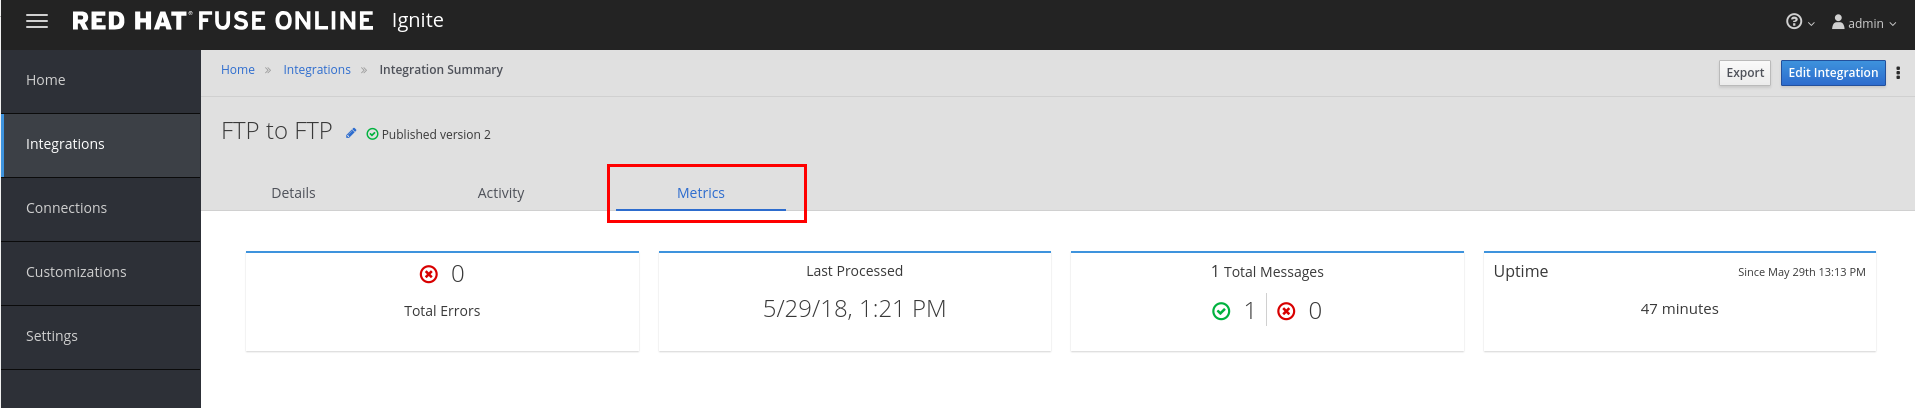 RED HAT® FUSE ONLINE Ignite
admin
Home
Integrations
Connections
Customizations
Settings
Home » Integrations » Integration Summary
Export
Edit Integration
FTP to FTP
Published version 2
Details
Activity
Metrics
0
Total Errors
Last Processed
5/29/18, 1:21 PM
1 Total Messages
1 0
Uptime
Since May 29th 13:13 PM
47 minutes